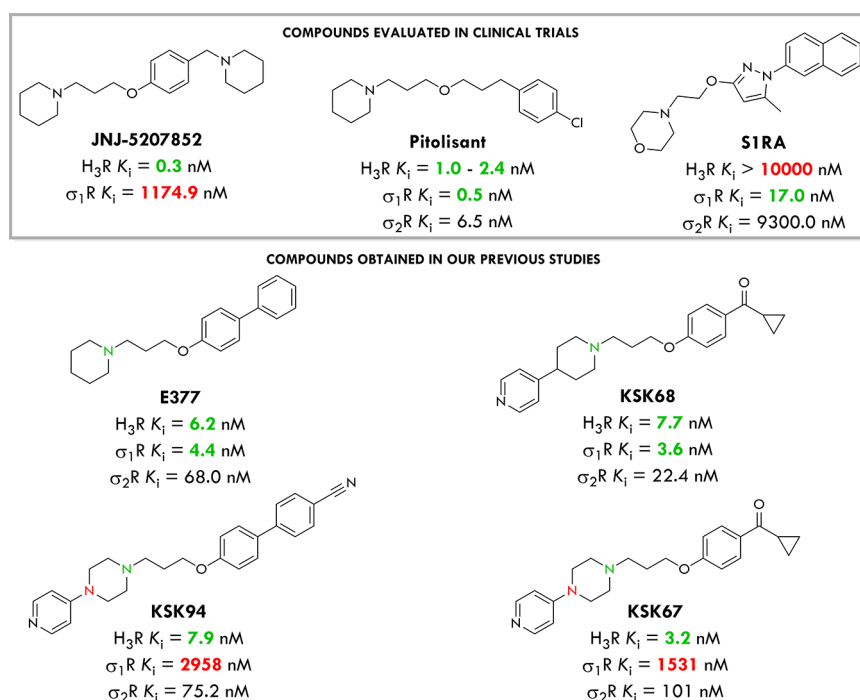 COMPOUNDS EVALUATED IN CLINICAL TRIALS
N
O
N
JNJ-5207852
H₃R Kᵢ = 0.3 nM
σ₁R Kᵢ = 1174.9 nM
N
O
Cl
Pitolisant
H₃R Kᵢ = 1.0 - 2.4 nM
σ₁R Kᵢ = 0.5 nM
σ₂R Kᵢ = 6.5 nM
O
N
N
N
O
S1RA
H₃R Kᵢ > 10000 nM
σ₁R Kᵢ = 17.0 nM
σ₂R Kᵢ = 9300.0 nM
COMPOUNDS OBTAINED IN OUR PREVIOUS STUDIES
N
O
E377
H₃R Kᵢ = 6.2 nM
σ₁R Kᵢ = 4.4 nM
σ₂R Kᵢ = 68.0 nM
O
N
O
N
KSK68
H₃R Kᵢ = 7.7 nM
σ₁R Kᵢ = 3.6 nM
σ₂R Kᵢ = 22.4 nM
N
N
O
N
N
KSK94
H₃R Kᵢ = 7.9 nM
σ₁R Kᵢ = 2958 nM
σ₂R Kᵢ = 75.2 nM
O
N
O
N
N
KSK67
H₃R Kᵢ = 3.2 nM
σ₁R Kᵢ = 1531 nM
σ₂R Kᵢ = 101 nM